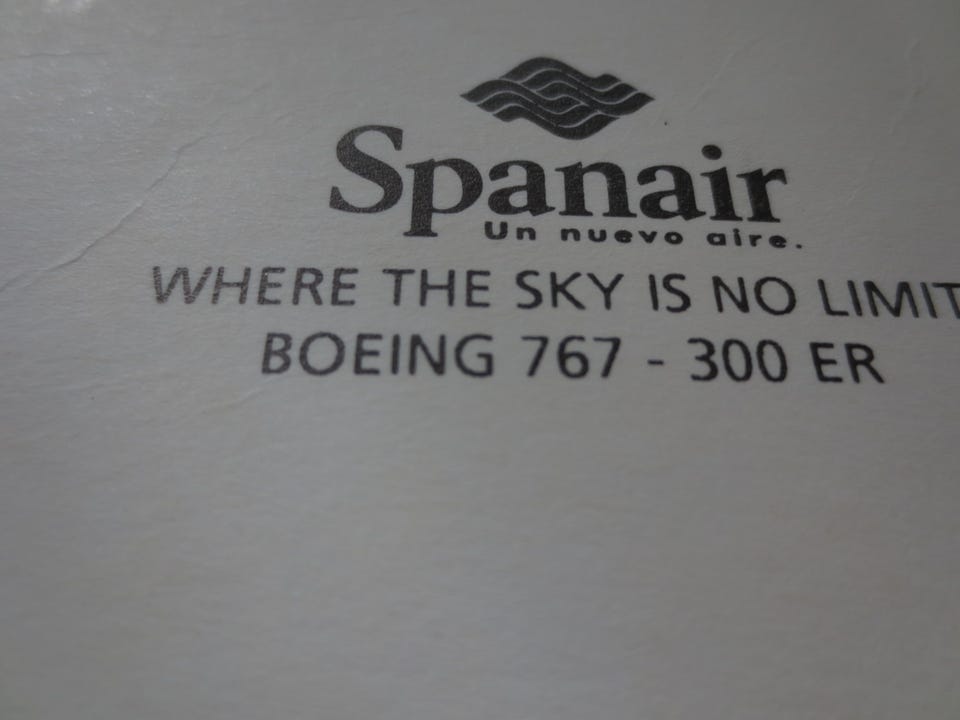 Spanair
Un nuevo aire.
WHERE THE SKY IS NO LIMIT
BOEING 767 - 300 ER